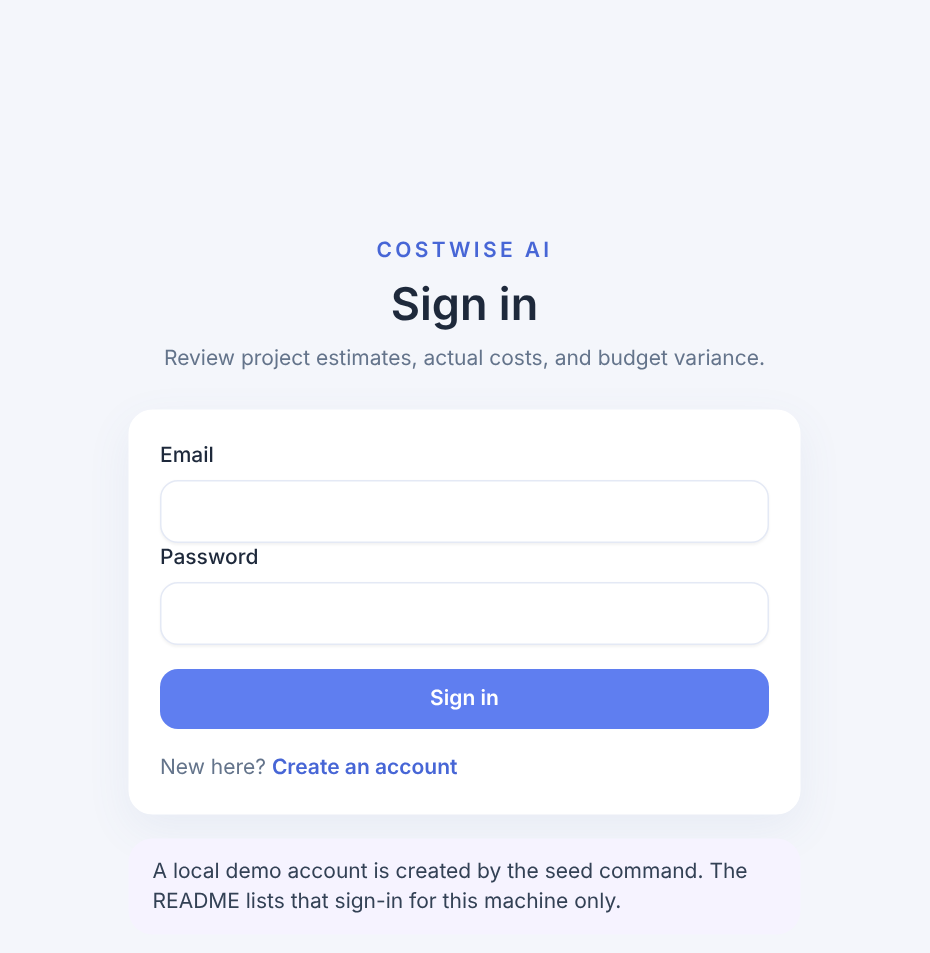 COSTWISE AI
Sign in
Review project estimates, actual costs, and budget variance.
Email
Password
Sign in
New here? Create an account
A local demo account is created by the seed command. The
README lists that sign-in for this machine only.